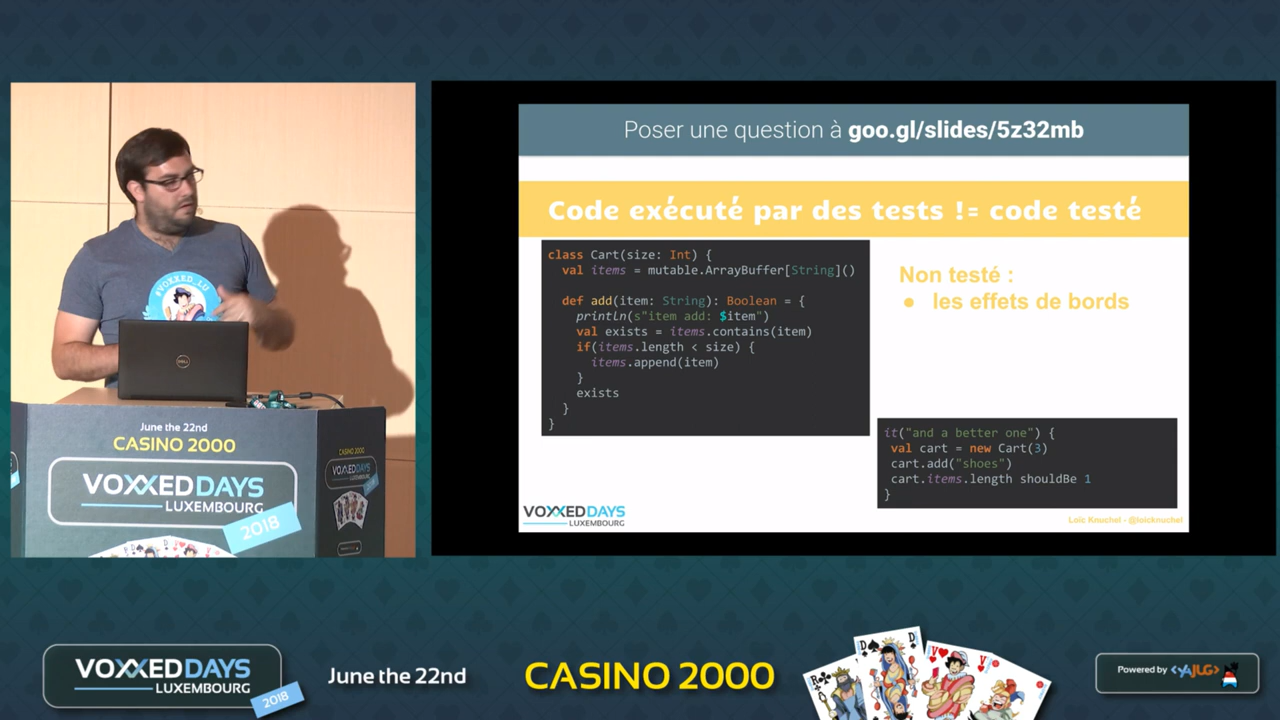 Poser une question à goo.gl/slides/5z32mb
Code exécuté par des tests != code testé
class Cart(size: Int) {
val items = mutable.ArrayBuffer[String]()
def add(item: String): Boolean = {
println(s"item add: $item")
val exists = items.contains(item)
if(items.length < size) {
items.append(item)
}
exists
}
}
Non testé :
● les effets de bords
it("and a better one") {
val cart = new Cart(3)
cart.add("shoes")
cart.items.length shouldBe 1
}
VOXXEDDAYS
LUXEMBOURG
Loïc Knuchel - @loicknuchel
#VOXXED_LU
DELL
June the 22nd
CASINO 2000
VOXXEDDAYS
LUXEMBOURG
2018
CASINO 2000
VOXXEDDAYS
VOXXEDDAYS
LUXEMBOURG
2018
June the 22nd
CASINO 2000
R
D
D
V
V
Powered by <YAJUG>